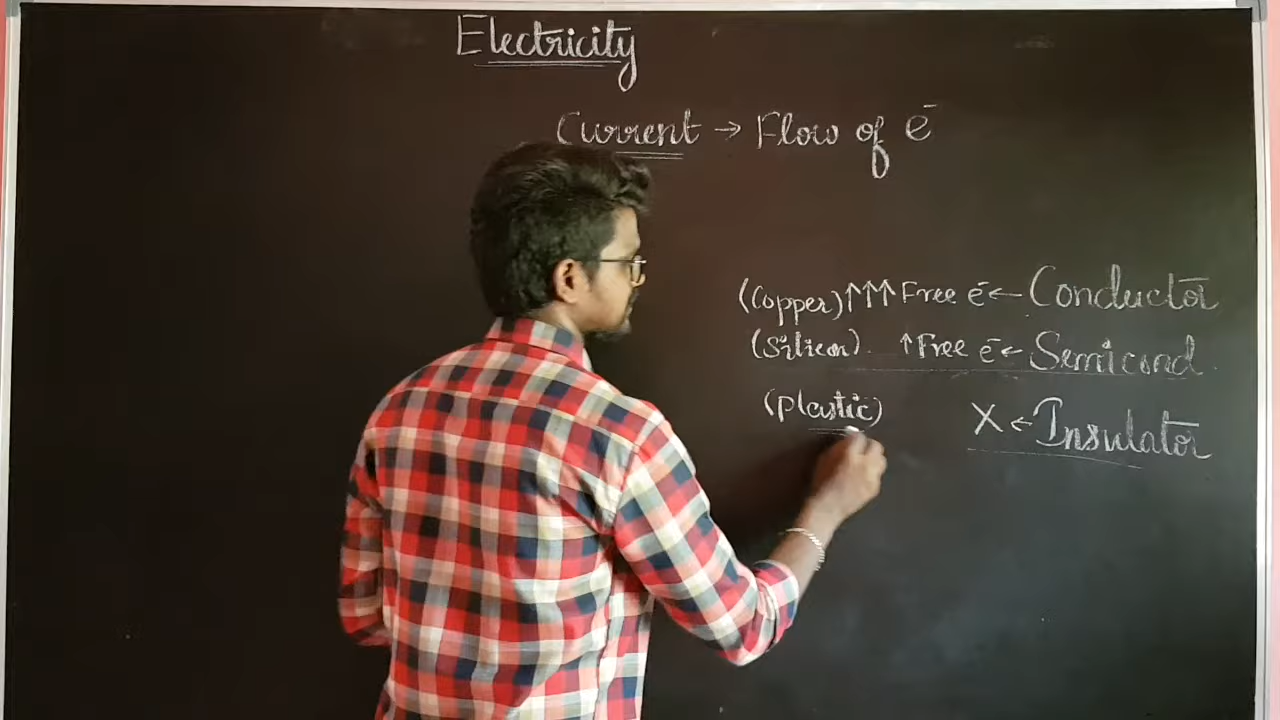 Electricity
Current → Flow of e⁻
(Copper) ↑↑↑ Free e⁻ ← Conductor
(Silicon). ↑ Free e⁻ ← Semicond
(Plastic) X ← Insulator